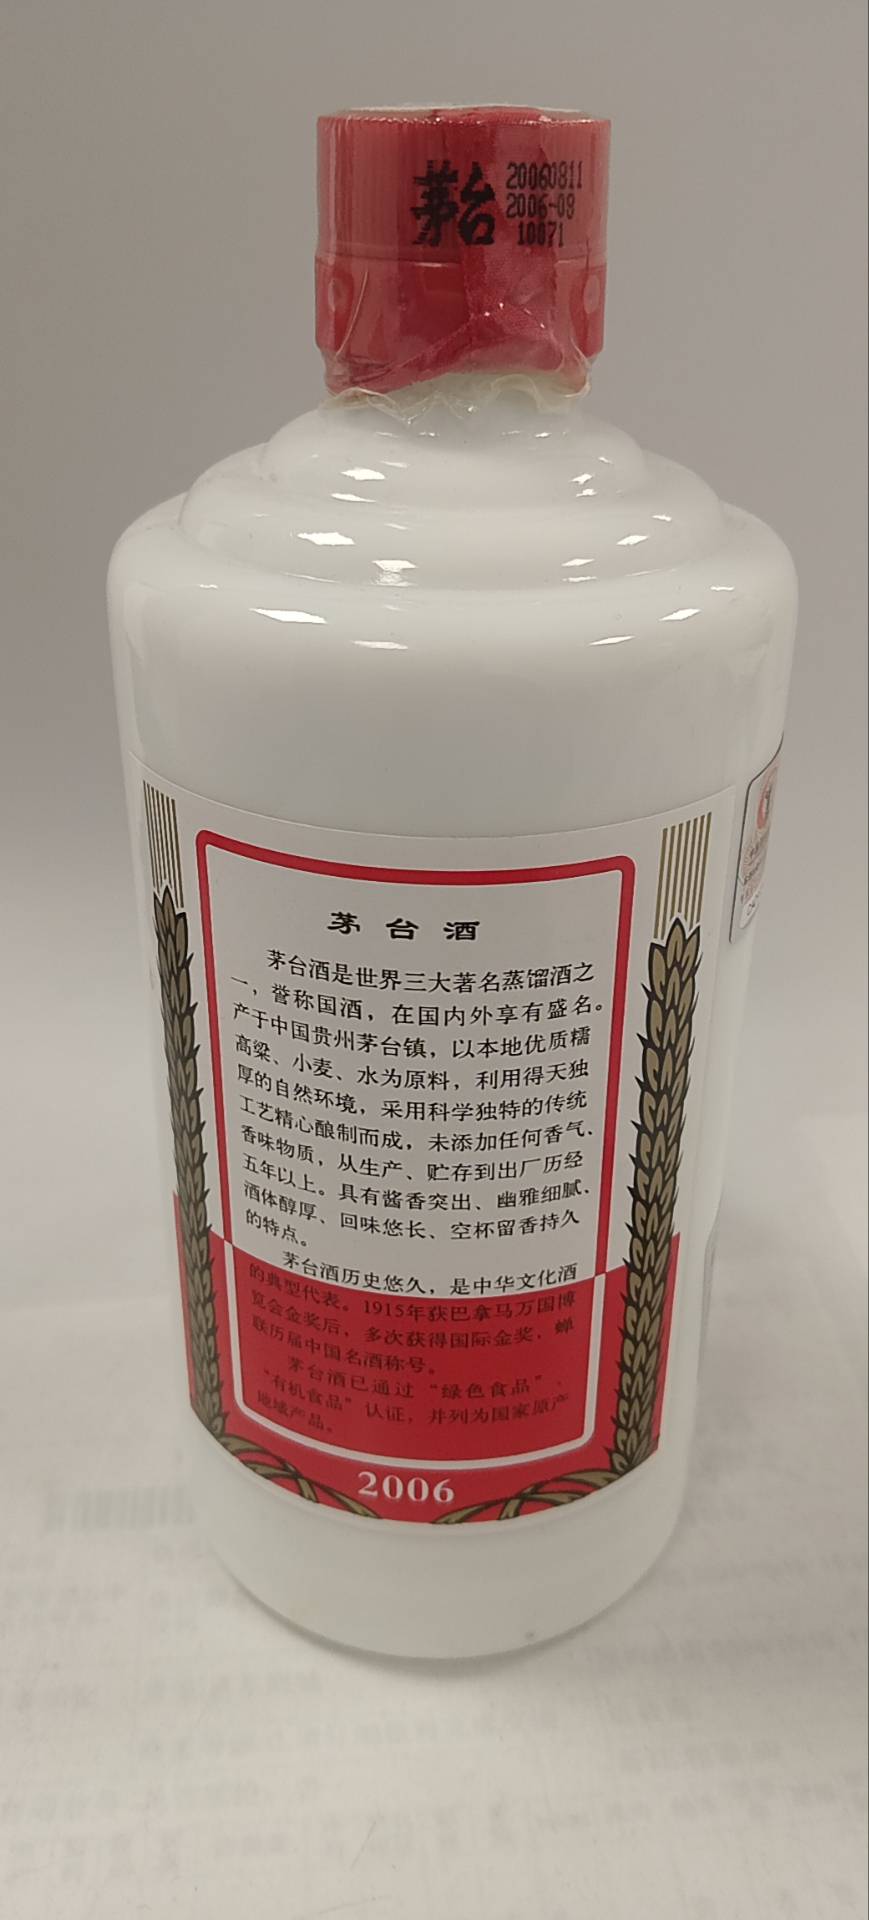 茅台
20060811
2006-08
10071
茅台酒
茅台酒是世界三大著名蒸馏酒之
一，誉称国酒，在国内外享有盛名。
产于中国贵州茅台镇，以本地优质糯
高粱、小麦、水为原料，利用得天独
厚的自然环境，采用科学独特的传统
工艺精心酿制而成，未添加任何香气、
香味物质，从生产、贮存到出厂历经
五年以上。具有酱香突出、幽雅细腻、
酒体醇厚、回味悠长、空杯留香持久
的特点。
茅台酒历史悠久，是中华文化酒
的典型代表。1915年获巴拿马万国博
览会金奖后，多次获得国际金奖、蝉
联历届中国名酒称号。
茅台酒已通过“绿色食品”、
“有机食品”认证，并列为国家原产
地域产品。
2006